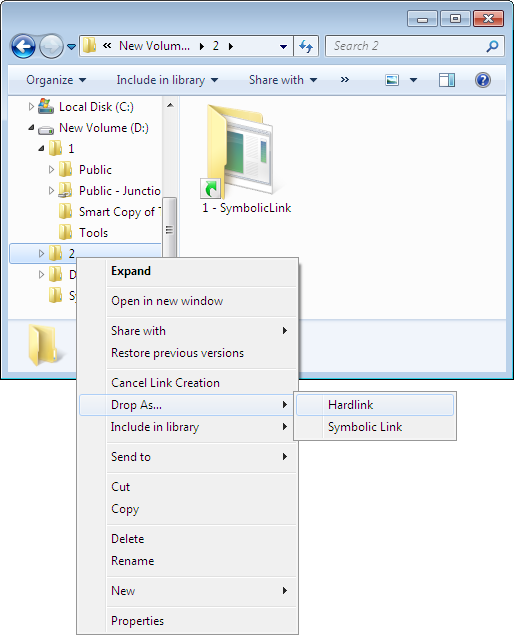 « New Volum... ▸ 2 ▸
Search 2
Organize
Include in library
Share with
»
Local Disk (C:)
New Volume (D:)
1
Public
Public - Junctio
Smart Copy of T
Tools
2
D
Sy
1 - SymbolicLink
Expand
Open in new window
Share with
Restore previous versions
Cancel Link Creation
Drop As...
Hardlink
Include in library
Symbolic Link
Send to
Cut
Copy
Delete
Rename
New
Properties